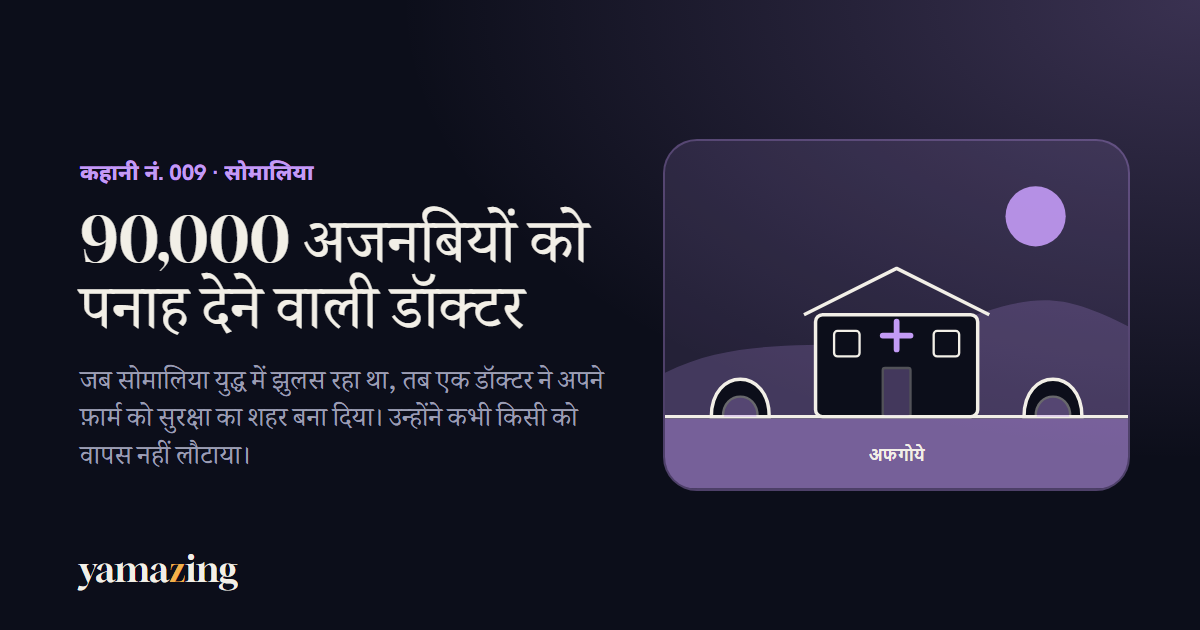 कहानी नं. 009 · सोमालिया
90,000 अजनबियों को
पनाह देने वाली डॉक्टर
जब सोमालिया युद्ध में झुलस रहा था, तब एक डॉक्टर ने अपने
फ़ार्म को सुरक्षा का शहर बना दिया। उन्होंने कभी किसी को
वापस नहीं लौटाया।
अफगोये
yamazing